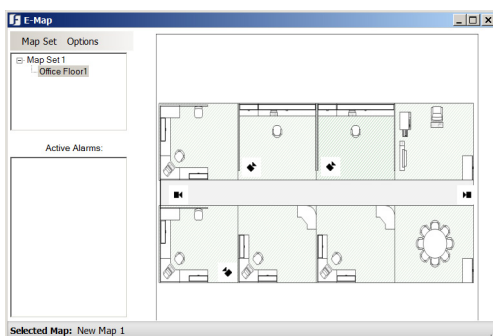 E-Map
Map Set Options
Map Set 1
Office Floor1
Active Alarms:
Selected Map: New Map 1